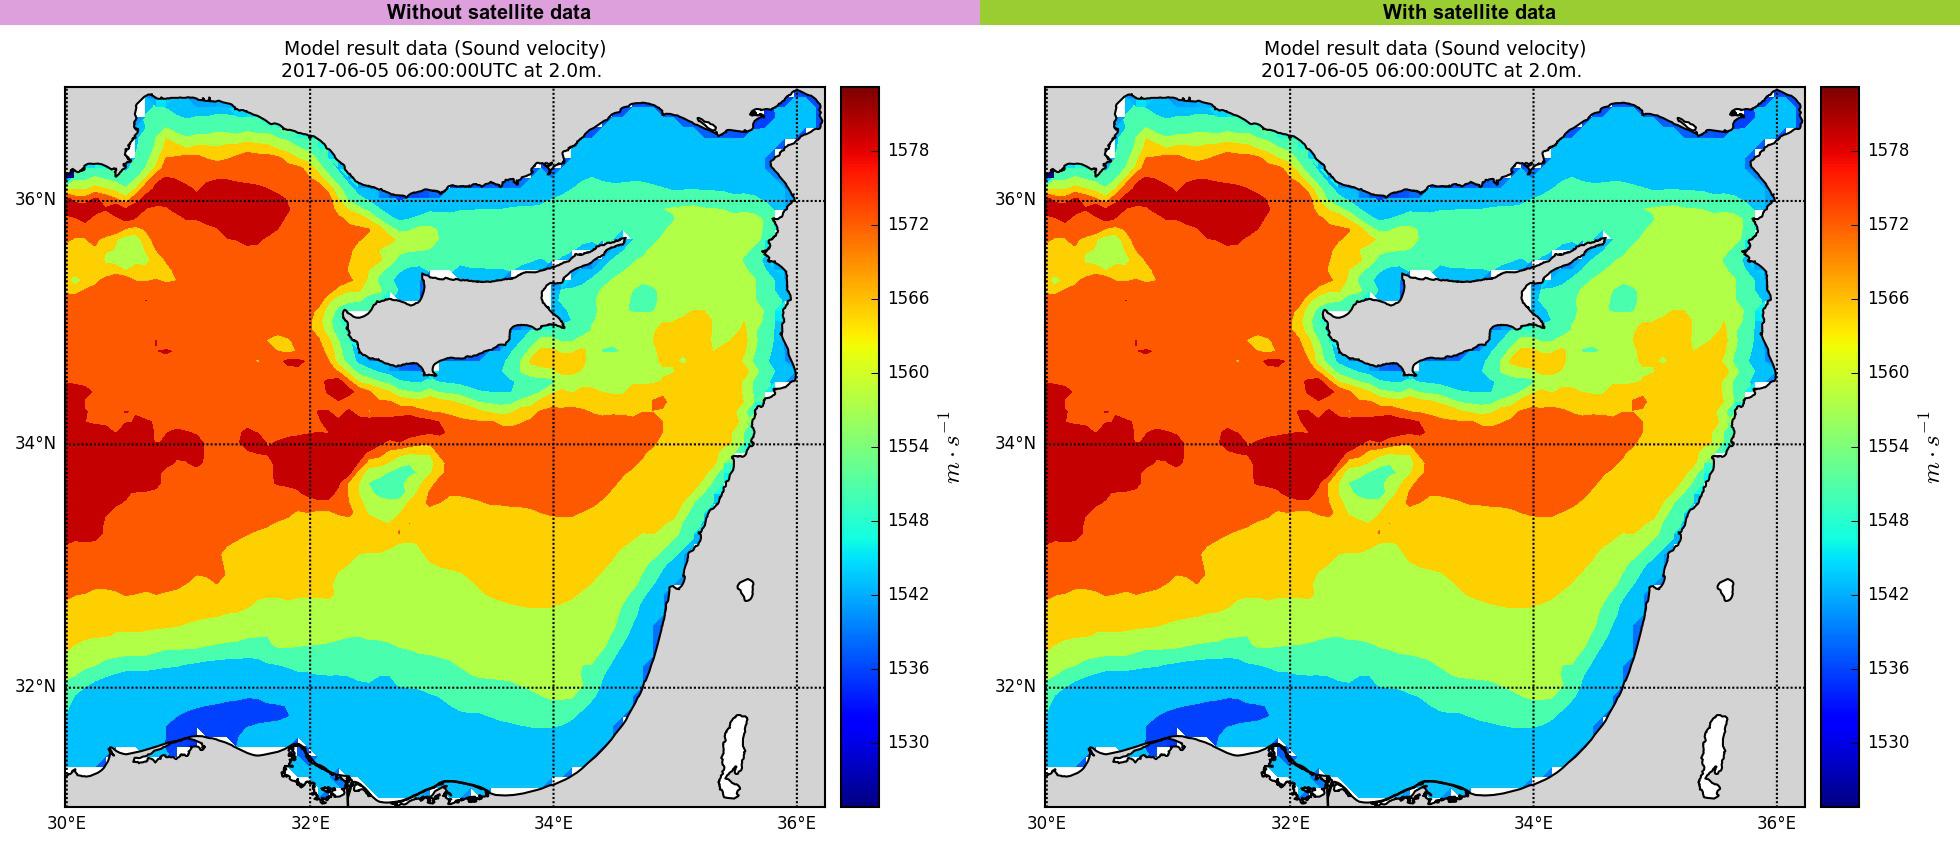 Without satellite data
With satellite data
Model result data (Sound velocity)
2017-06-05 06:00:00UTC at 2.0m.
36°N
34°N
32°N
30°E
32°E
34°E
36°E
1578
1572
1566
1560
1554
1548
1542
1536
1530
m · s⁻¹
Model result data (Sound velocity)
2017-06-05 06:00:00UTC at 2.0m.
36°N
34°N
32°N
30°E
32°E
34°E
36°E
1578
1572
1566
1560
1554
1548
1542
1536
1530
m · s⁻¹